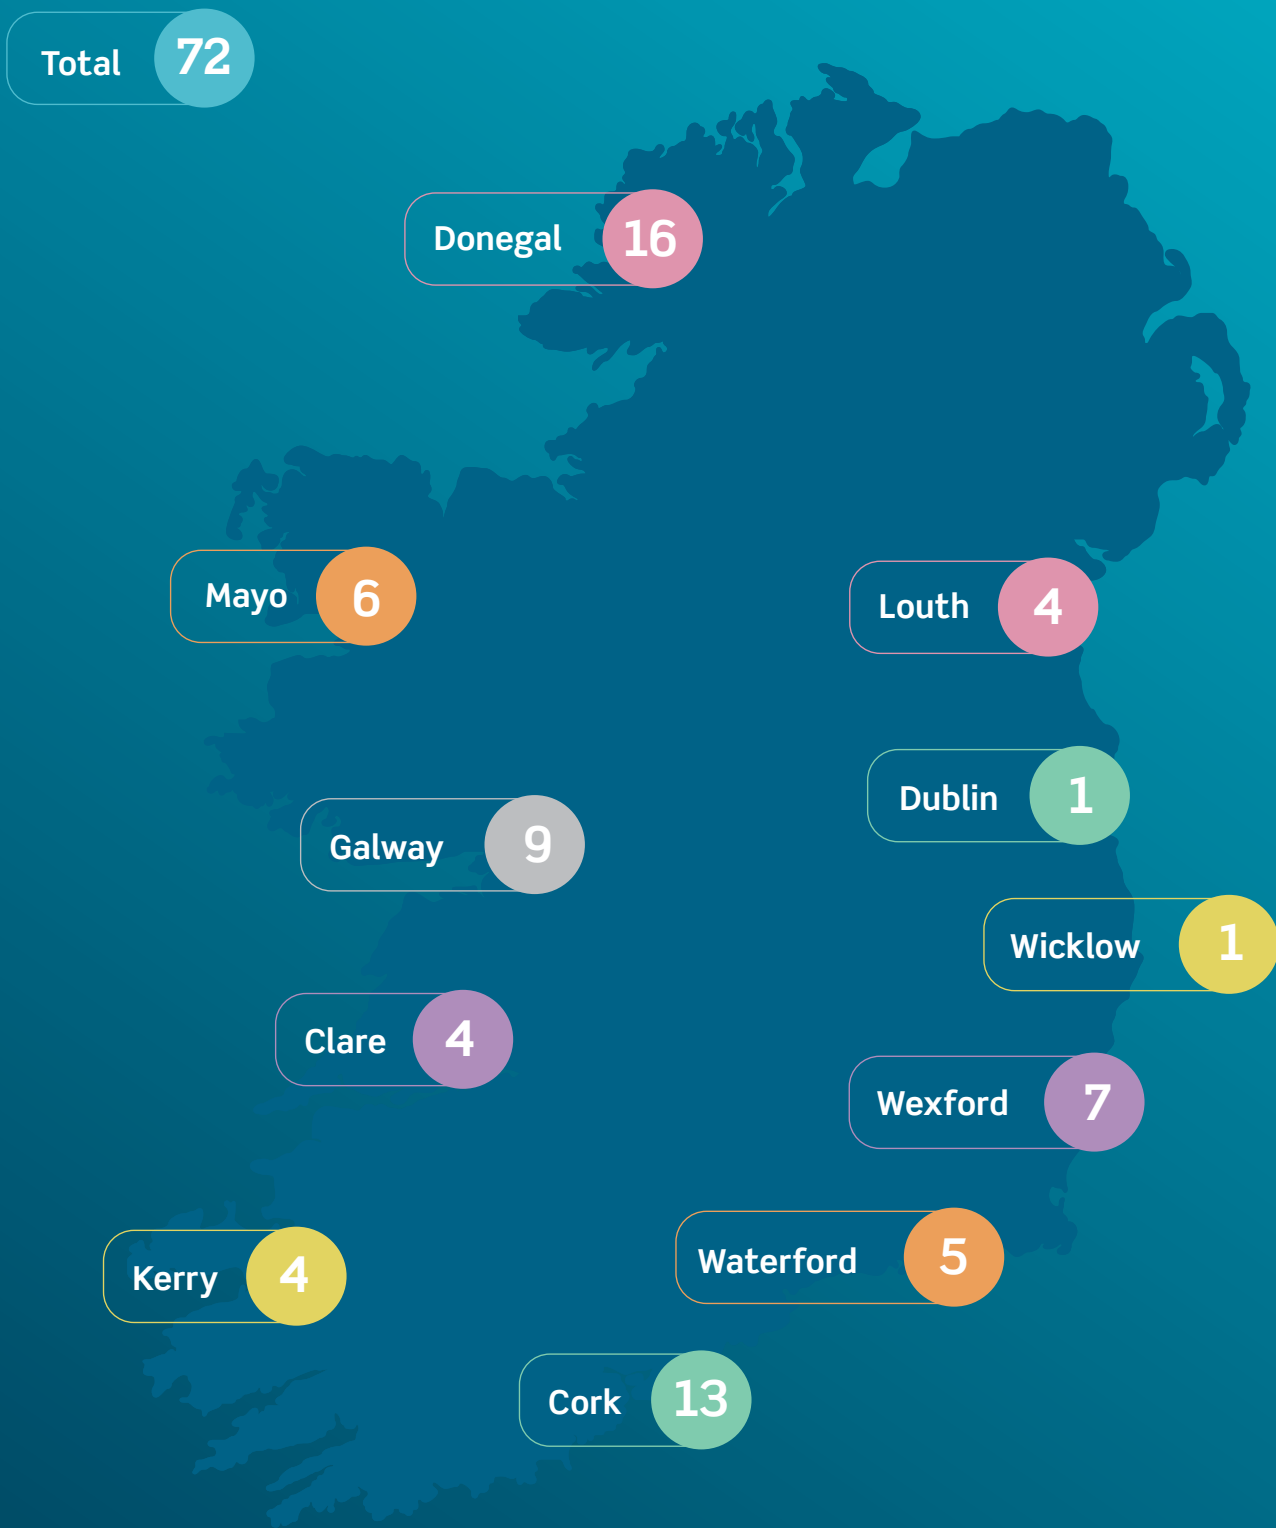 Total 72
Donegal 16
Mayo 6
Louth 4
Dublin 1
Galway 9
Wicklow 1
Clare 4
Wexford 7
Waterford 5
Kerry 4
Cork 13